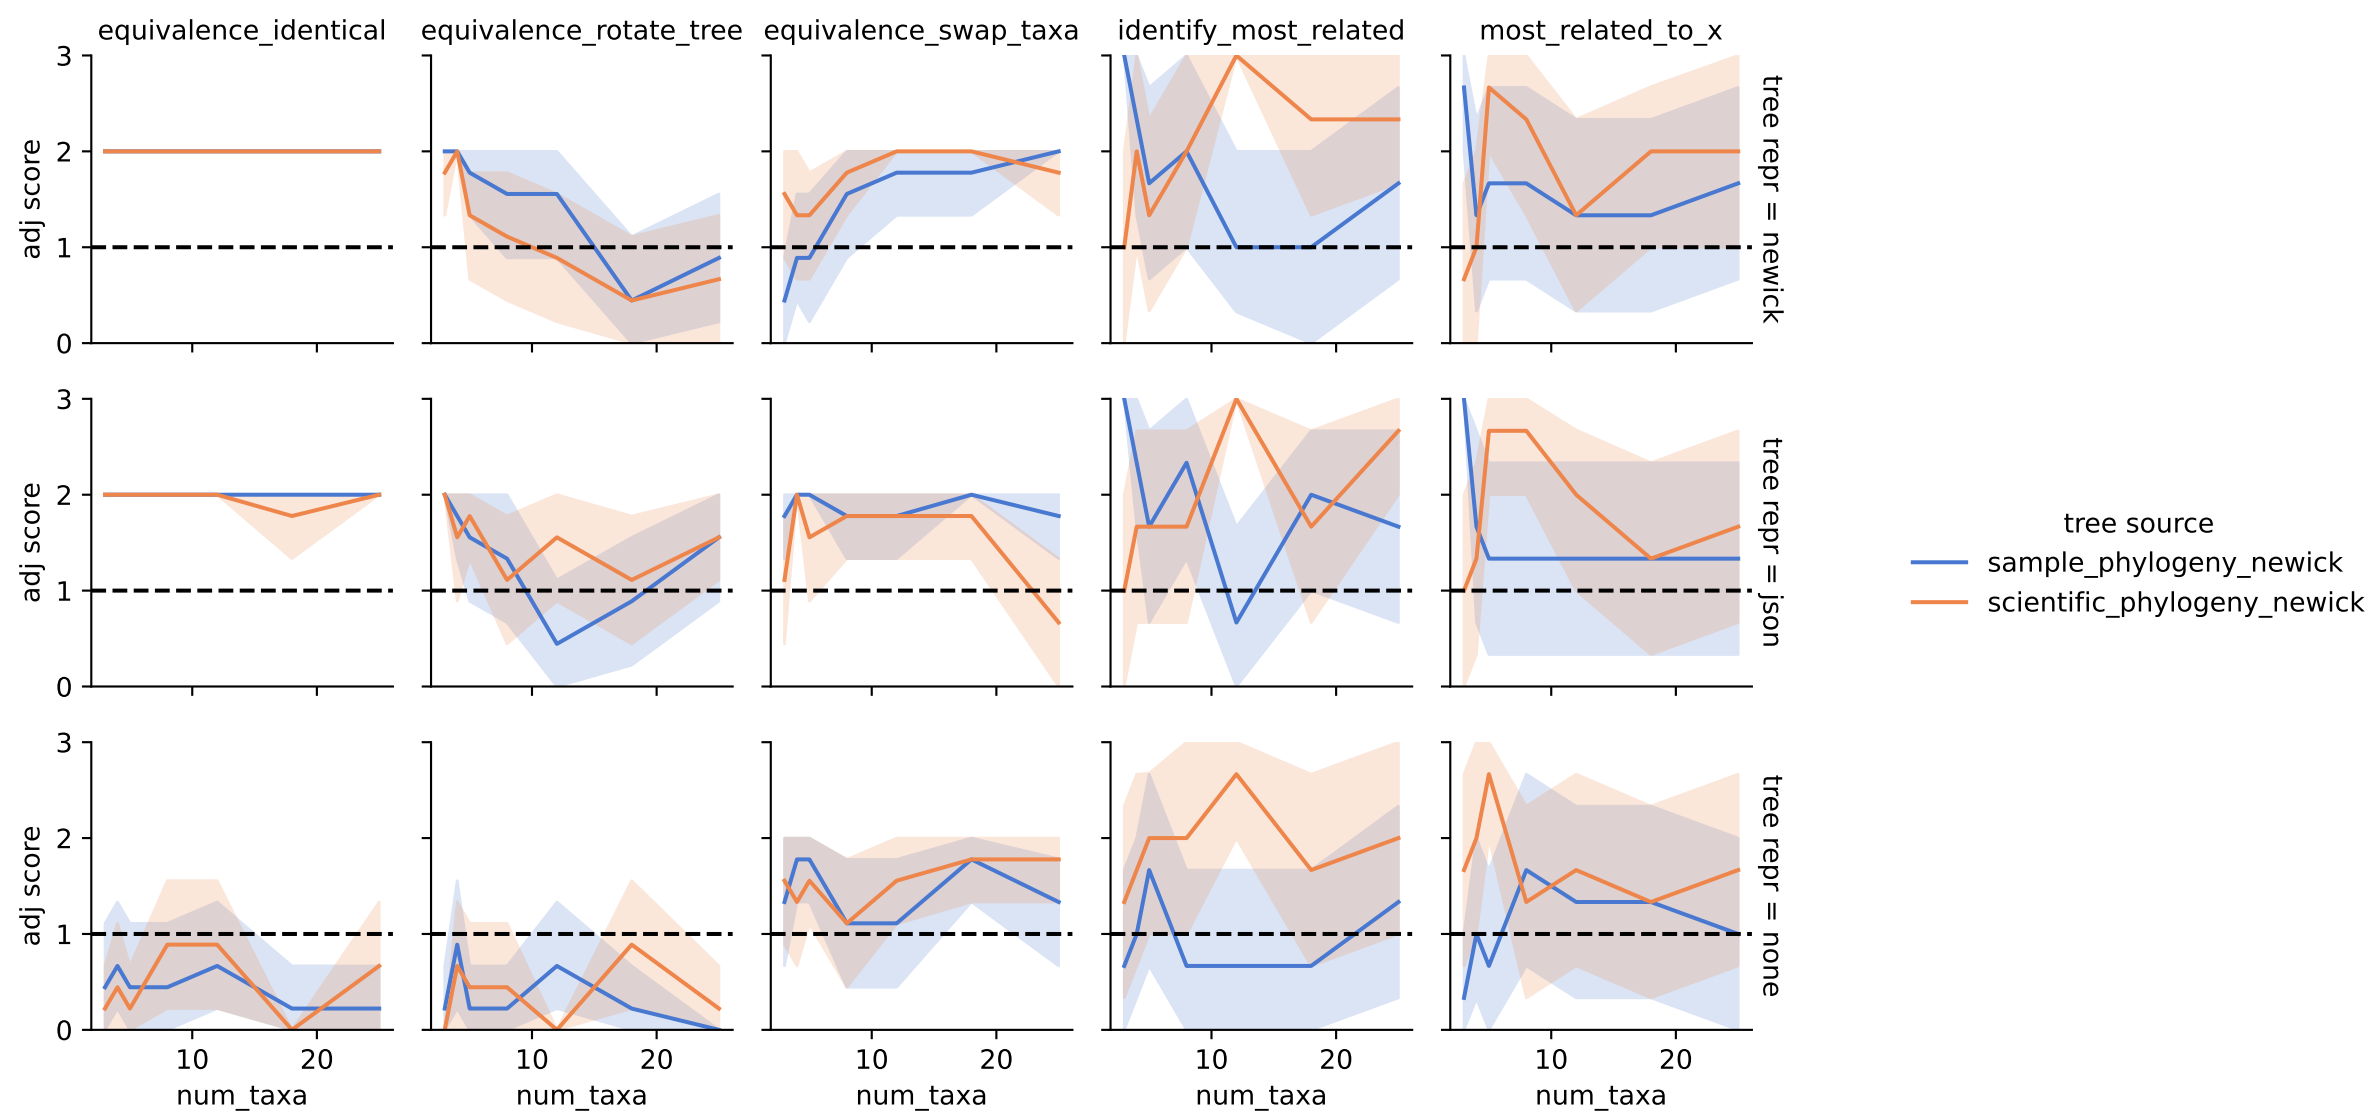 equivalence_identical
equivalence_rotate_tree
equivalence_swap_taxa
identify_most_related
most_related_to_x
3
2
1
0
adj score
tree repr = newick
3
2
1
0
adj score
tree repr = json
tree source
sample_phylogeny_newick
scientific_phylogeny_newick
3
2
1
0
adj score
tree repr = none
10 20
10 20
10 20
10 20
10 20
num_taxa
num_taxa
num_taxa
num_taxa
num_taxa